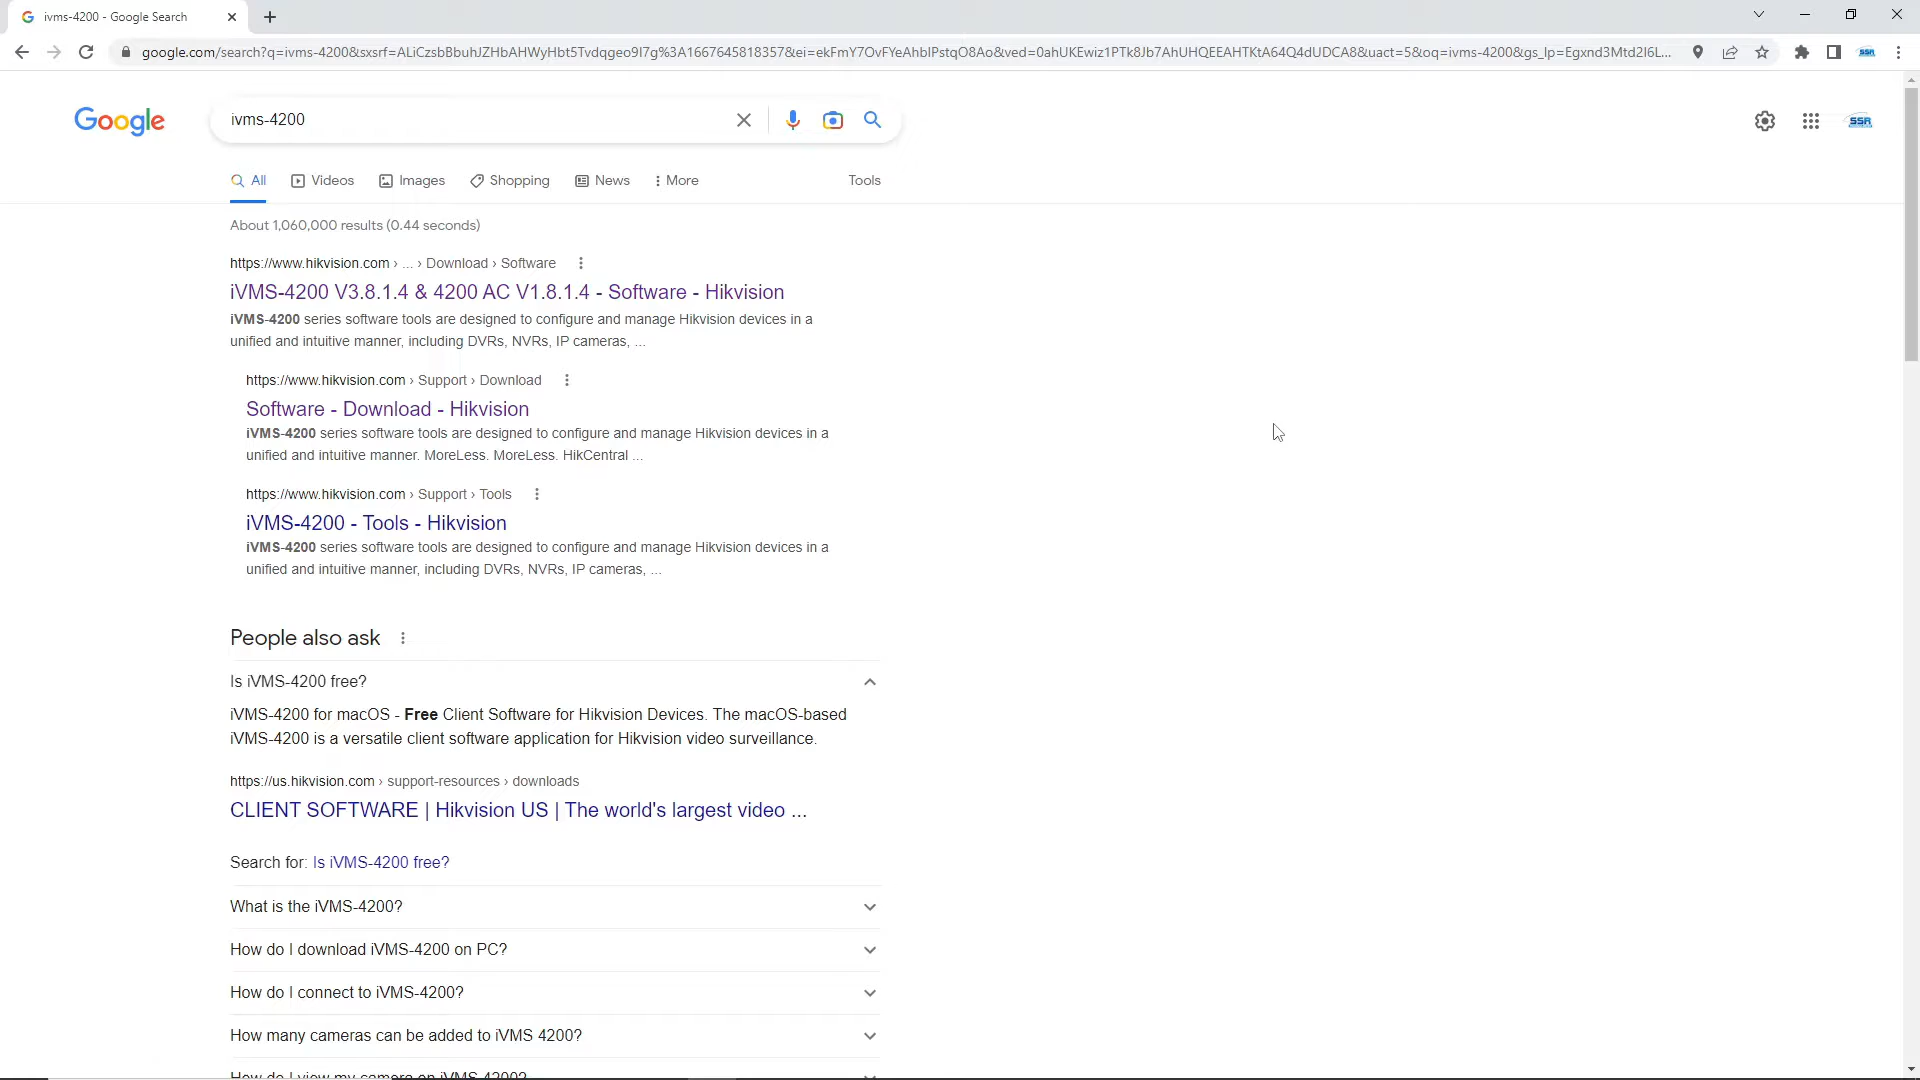 ivms-4200 - Google Search
google.com/search?q=ivms-4200&sxsrf=ALiCzsbBbuhJZHbAHWyHbt5Tvdqgeo9I7g%3A1667645818357&ei=ekFmY7OvFYeAhbIPstqO8Ao&ved=0ahUKEwiz1PTk8Jb7AhUHQEEAHTKtA64Q4dUDCA8&uact=5&oq=ivms-4200&gs_lp=Egxnd3Mtd2l6L...
SSR
Google
ivms-4200
SSR
All Videos Images Shopping News More Tools
About 1,060,000 results (0.44 seconds)
https://www.hikvision.com › ... › Download › Software
iVMS-4200 V3.8.1.4 & 4200 AC V1.8.1.4 - Software - Hikvision
iVMS-4200 series software tools are designed to configure and manage Hikvision devices in a
unified and intuitive manner, including DVRs, NVRs, IP cameras, ...
https://www.hikvision.com › Support › Download
Software - Download - Hikvision
iVMS-4200 series software tools are designed to configure and manage Hikvision devices in a
unified and intuitive manner. MoreLess. MoreLess. HikCentral ...
https://www.hikvision.com › Support › Tools
iVMS-4200 - Tools - Hikvision
iVMS-4200 series software tools are designed to configure and manage Hikvision devices in a
unified and intuitive manner, including DVRs, NVRs, IP cameras, ...
People also ask
Is iVMS-4200 free?
iVMS-4200 for macOS - Free Client Software for Hikvision Devices. The macOS-based
iVMS-4200 is a versatile client software application for Hikvision video surveillance.
https://us.hikvision.com › support-resources › downloads
CLIENT SOFTWARE | Hikvision US | The world's largest video ...
Search for: Is iVMS-4200 free?
What is the iVMS-4200?
How do I download iVMS-4200 on PC?
How do I connect to iVMS-4200?
How many cameras can be added to iVMS 4200?
How do I view my camera on iVMS-4200?